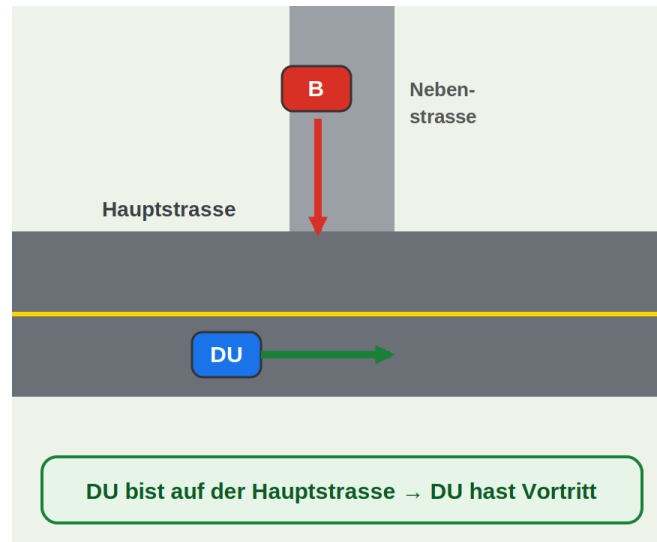 B
Neben-
strasse
Hauptstrasse
DU
DU bist auf der Hauptstrasse → DU hast Vortritt